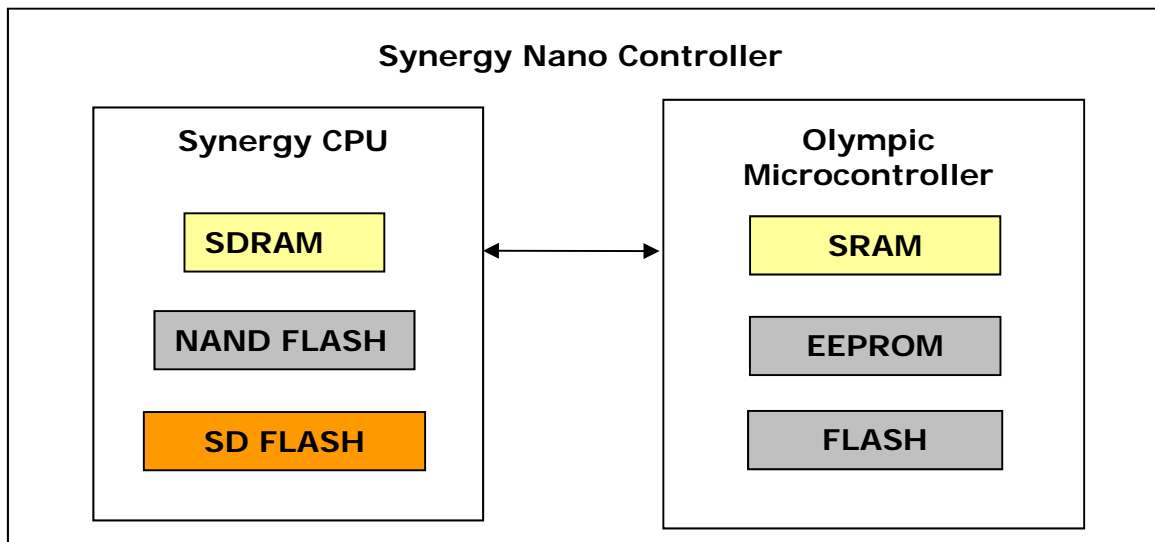 Synergy Nano Controller
Synergy CPU
SDRAM
NAND FLASH
SD FLASH
Olympic
Microcontroller
SRAM
EEPROM
FLASH